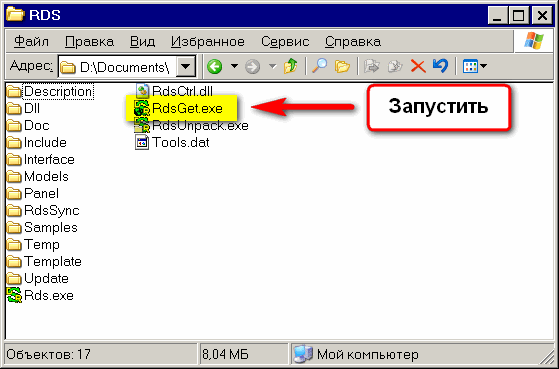 RDS
Файл Правка Вид Избранное Сервис Справка
Адрес: D:\Documents\
Description
Dll
Doc
Include
Interface
Models
Panel
RdsSync
Samples
Temp
Template
Update
Rds.exe
RdsCtrl.dll
RdsGet.exe
RdsUnpack.exe
Tools.dat
Запустить
Объектов: 17 8,04 МБ Мой компьютер